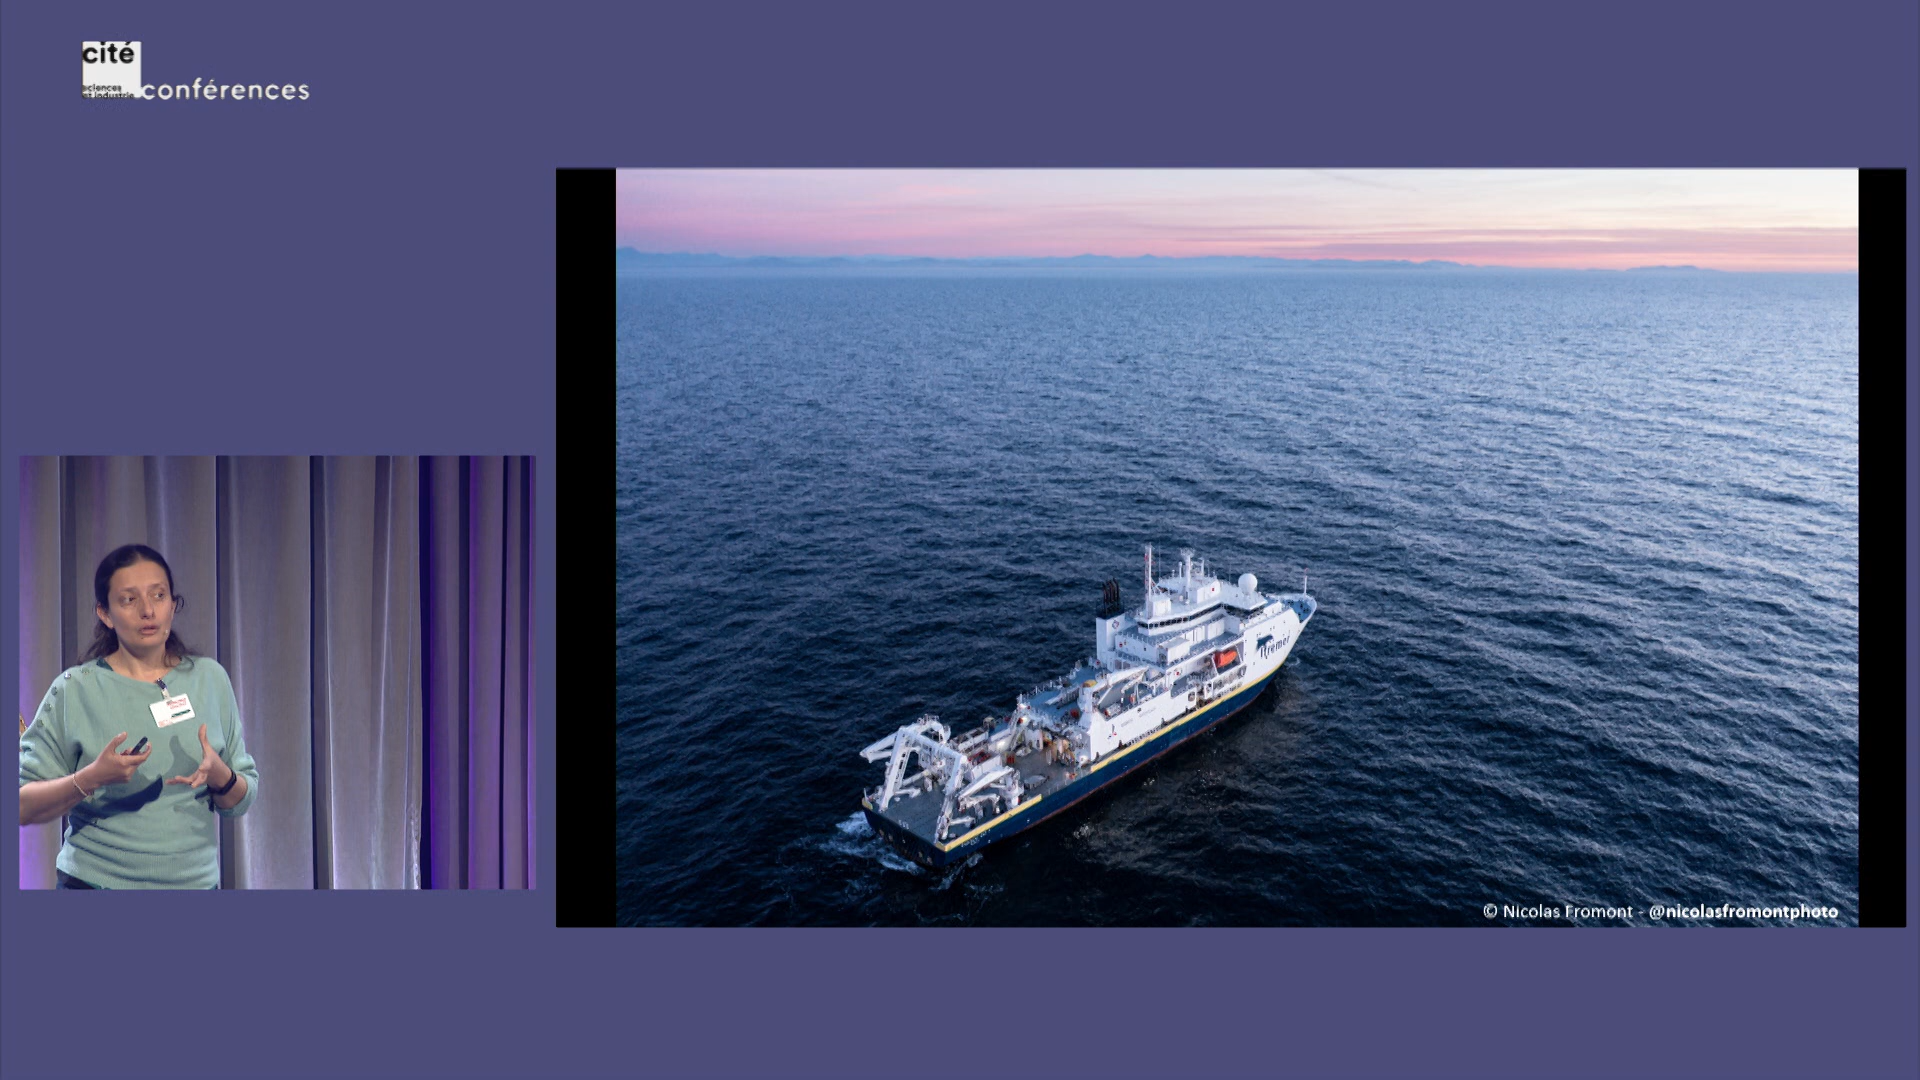 cité
sciences
et industrie
conférences
Ifremer
© Nicolas Fromont - @nicolasfromontphoto